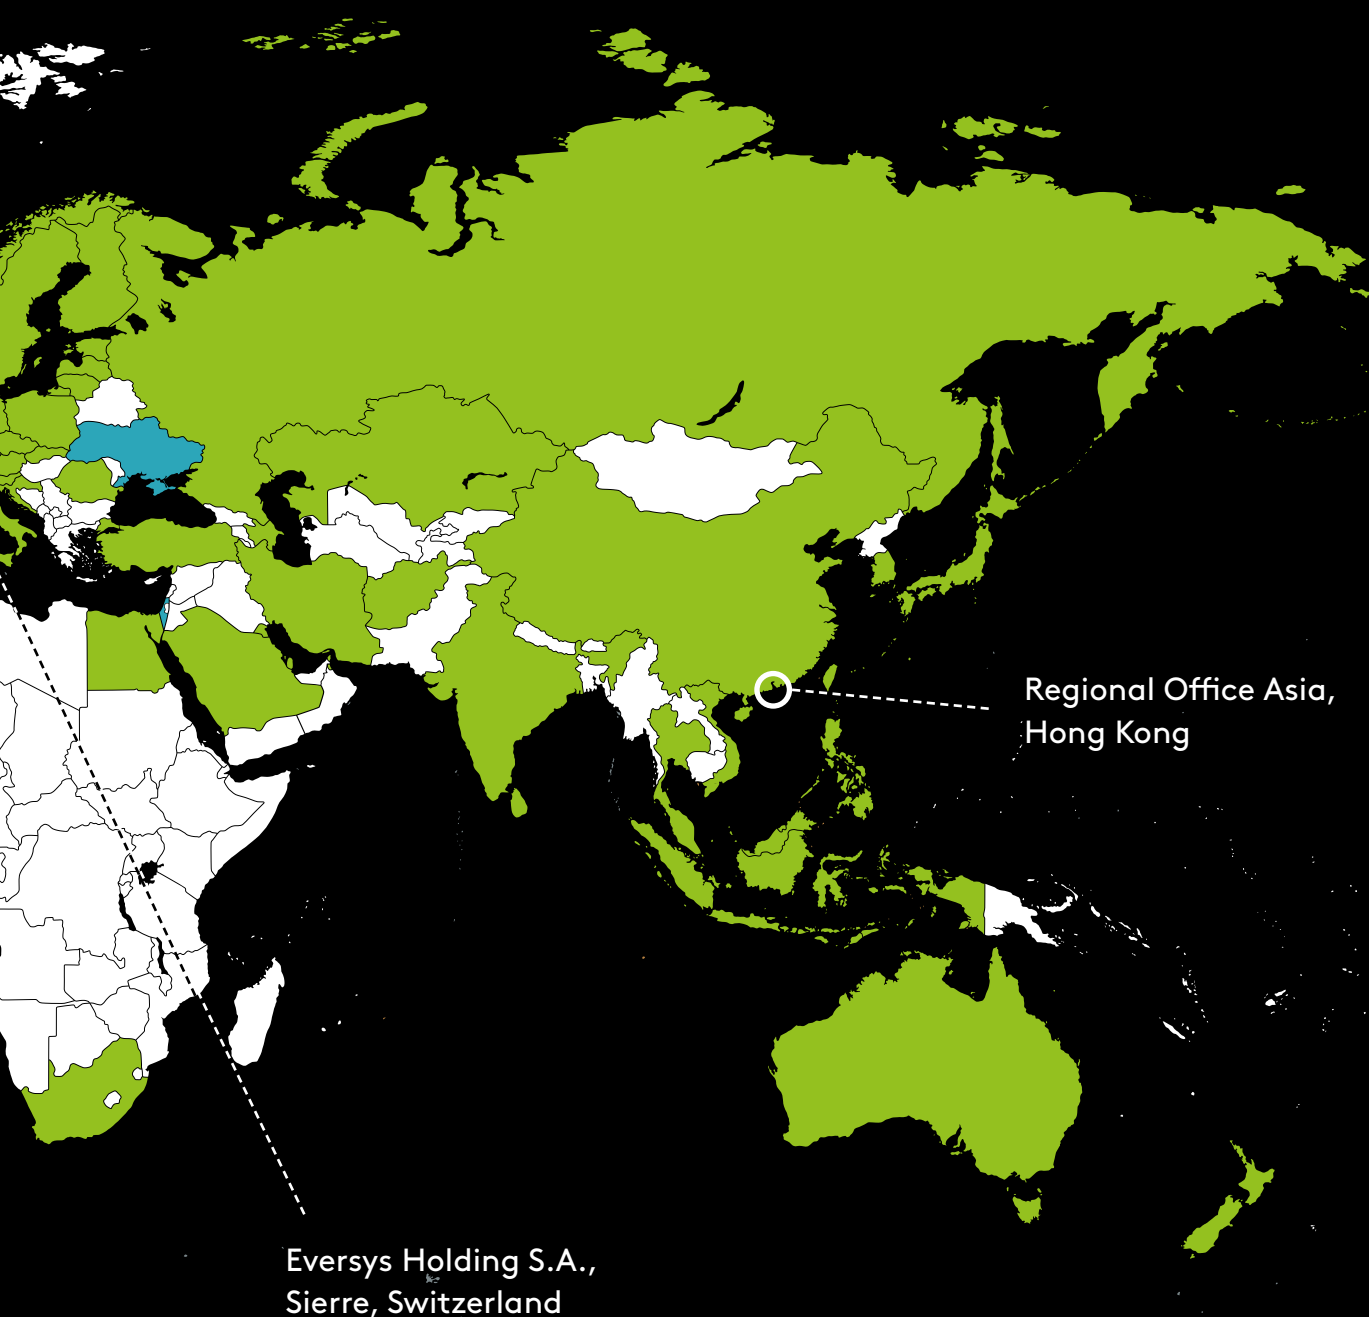 Regional Office Asia,
Hong Kong
Eversys Holding S.A.,
Sierre, Switzerland